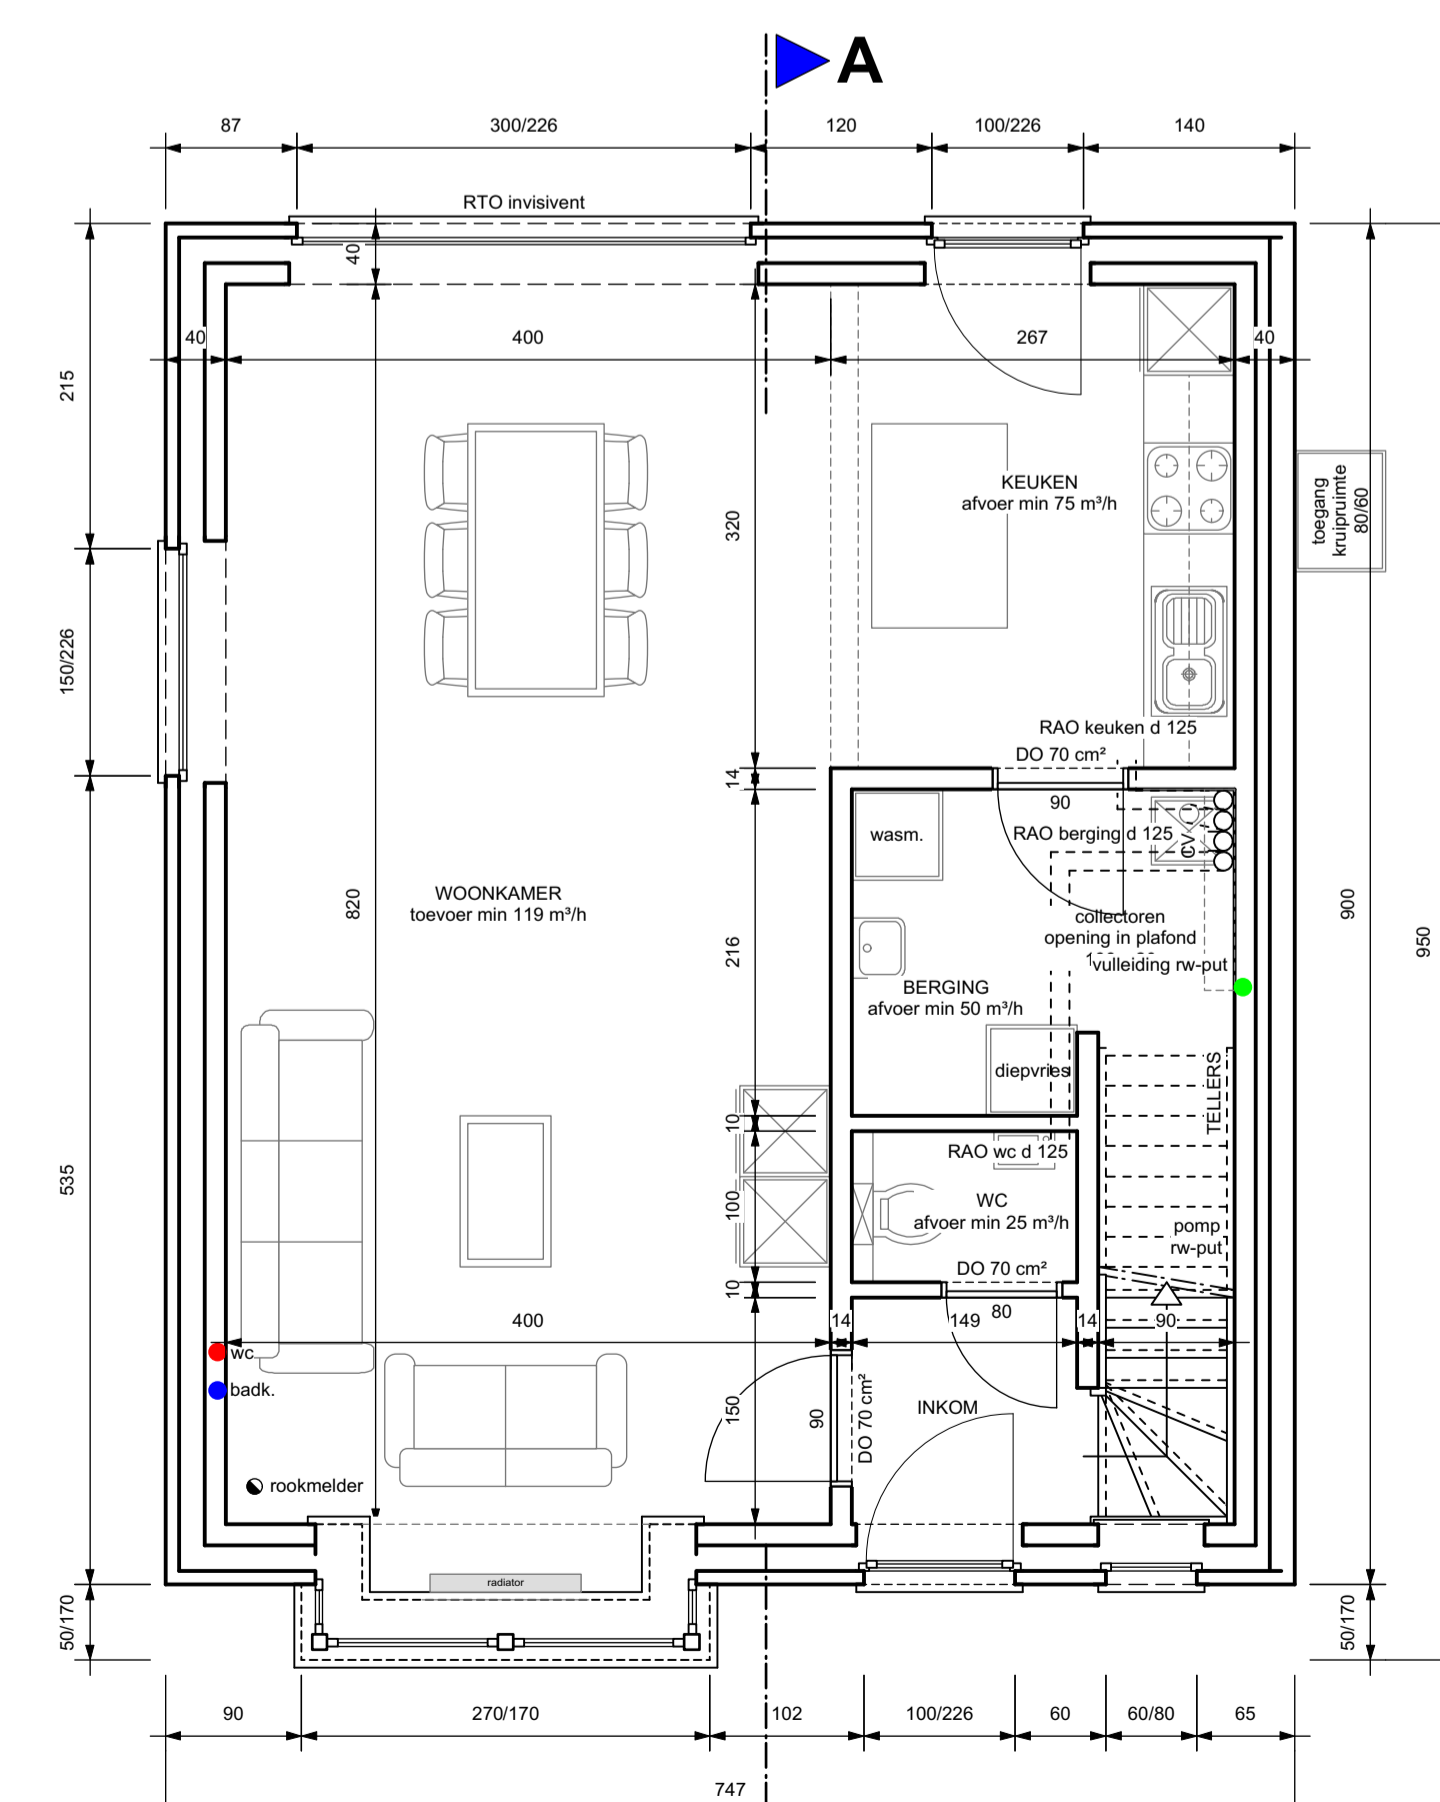 A
87
300/226
120
100/226
140
RTO invisivent
40
40
400
267
40
215
KEUKEN
afvoer min 75 m³/h
toegang
kruipruimte
80/60
320
150/226
RAO keuken d 125
DO 70 cm²
14
90
wasm.
RAO berging d 125
CV
WOONKAMER
toevoer min 119 m³/h
820
900
collectoren
opening in plafond
vulleiding rw-put
950
216
BERGING
afvoer min 50 m³/h
diepvries
TELLERS
10
RAO wc d 125
535
100
WC
afvoer min 25 m³/h
pomp
rw-put
DO 70 cm²
10
80
400
14
149
14
90
wc
badk.
150
90
DO 70 cm²
INKOM
rookmelder
radiator
50/170
50/170
90
270/170
102
100/226
60
60/80
65
747